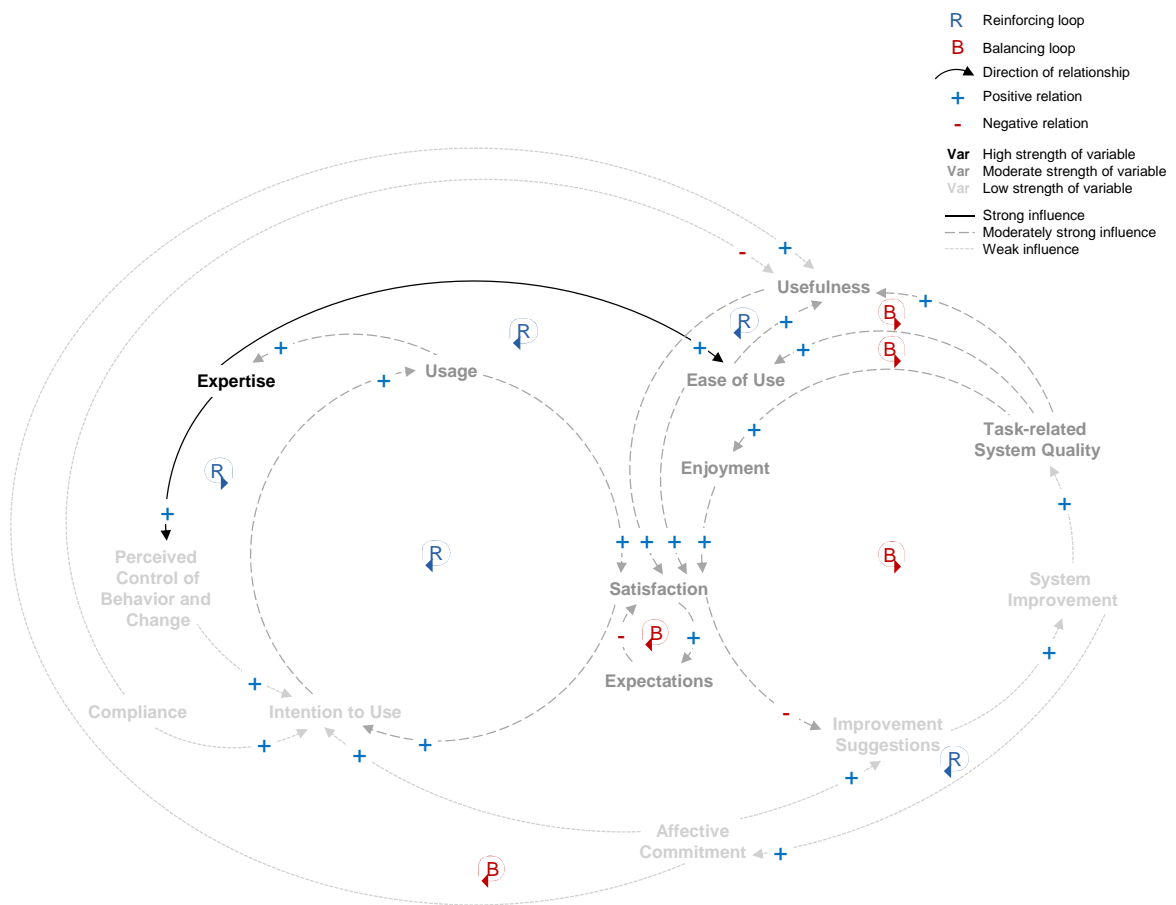 R Reinforcing loop
B Balancing loop
Direction of relationship
+ Positive relation
- Negative relation
Var High strength of variable
Var Moderate strength of variable
Var Low strength of variable
Strong influence
Moderately strong influence
Weak influence
- +
Usefulness
R R + + B
+ + + B
Expertise + Usage Ease of Use
+
Enjoyment
Task-related
System Quality
R
+ +
R + + + + B
Perceived
Control of
Behavior and
Change
Satisfaction
System
Improvement
- B +
Expectations
+ +
Compliance Intention to Use
-
Improvement
Suggestions
+ + +
R
+
Affective
Commitment
+
B